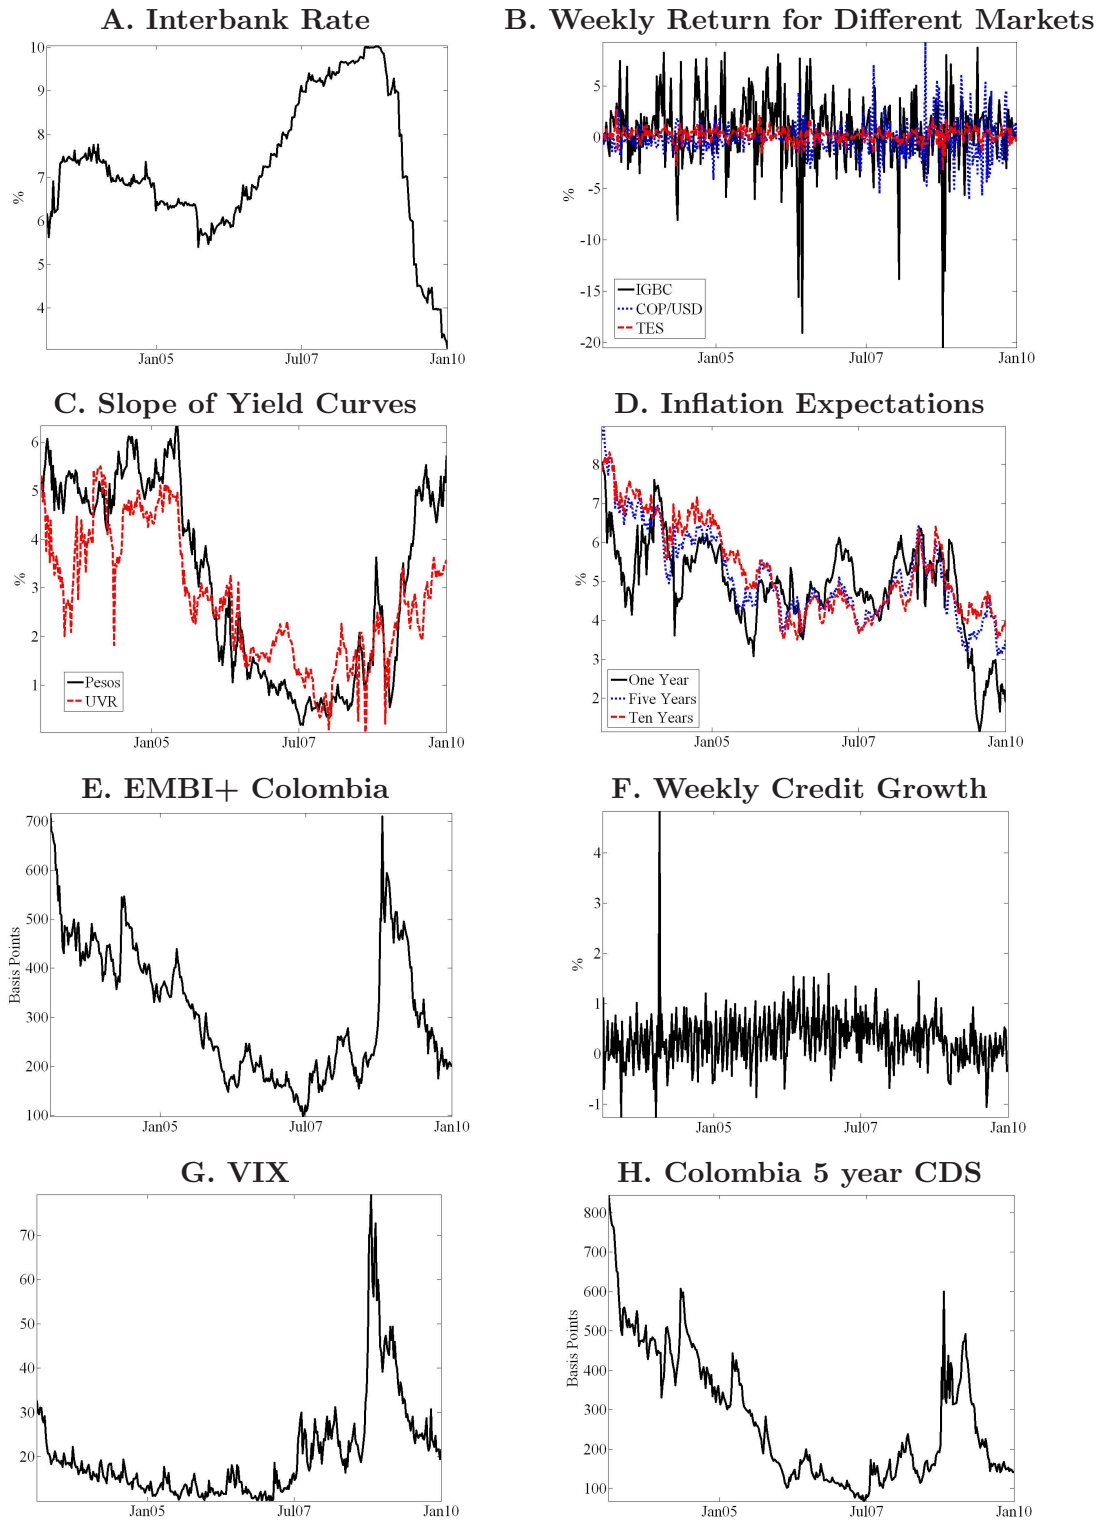 A. Interbank Rate
10
9
8
7
6
5
4
%
Jan05 Jul07 Jan10
B. Weekly Return for Different Markets
5
0
-5
-10
-15
-20
%
IGBC
COP/USD
TES
Jan05 Jul07 Jan10
C. Slope of Yield Curves
6
5
4
3
2
1
%
Pesos
UVR
Jan05 Jul07 Jan10
D. Inflation Expectations
8
7
6
5
4
3
2
%
One Year
Five Years
Ten Years
Jan05 Jul07 Jan10
E. EMBI+ Colombia
700
600
500
400
300
200
100
Basis Points
Jan05 Jul07 Jan10
F. Weekly Credit Growth
4
3
2
1
0
-1
%
Jan05 Jul07 Jan10
G. VIX
70
60
50
40
30
20
Jan05 Jul07 Jan10
H. Colombia 5 year CDS
800
700
600
500
400
300
200
100
Basis Points
Jan05 Jul07 Jan10